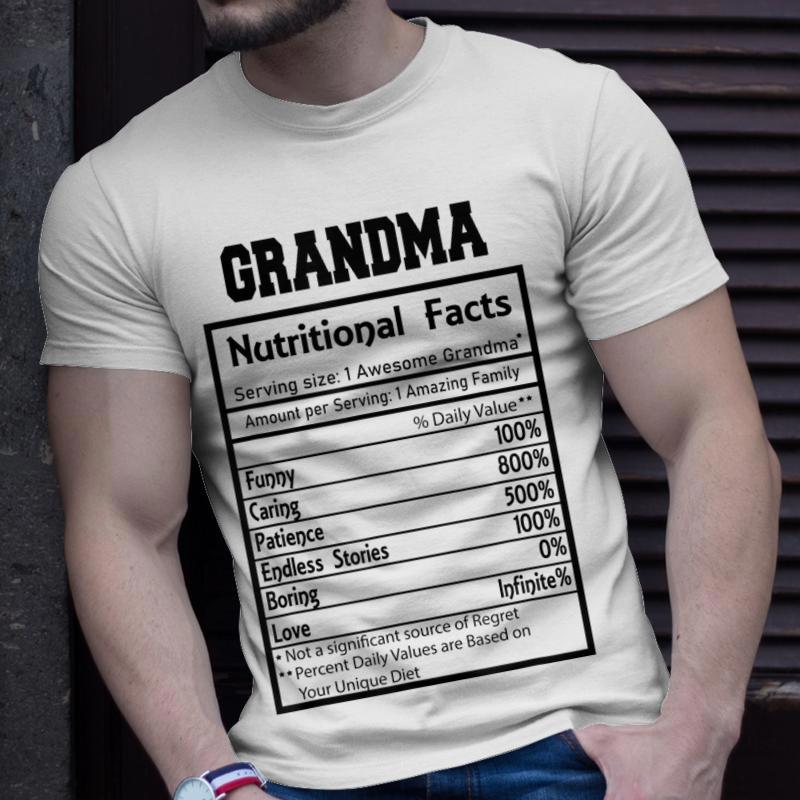 GRANDMA
Nutritional Facts
Serving size: 1 Awesome Grandma*
Amount per Serving: 1 Amazing Family
% Daily Value**
Funny 100%
Caring 800%
Patience 500%
Endless Stories 100%
Boring 0%
Love Infinite%
* Not a significant source of Regret
**Percent Daily Values are Based on
Your Unique Diet